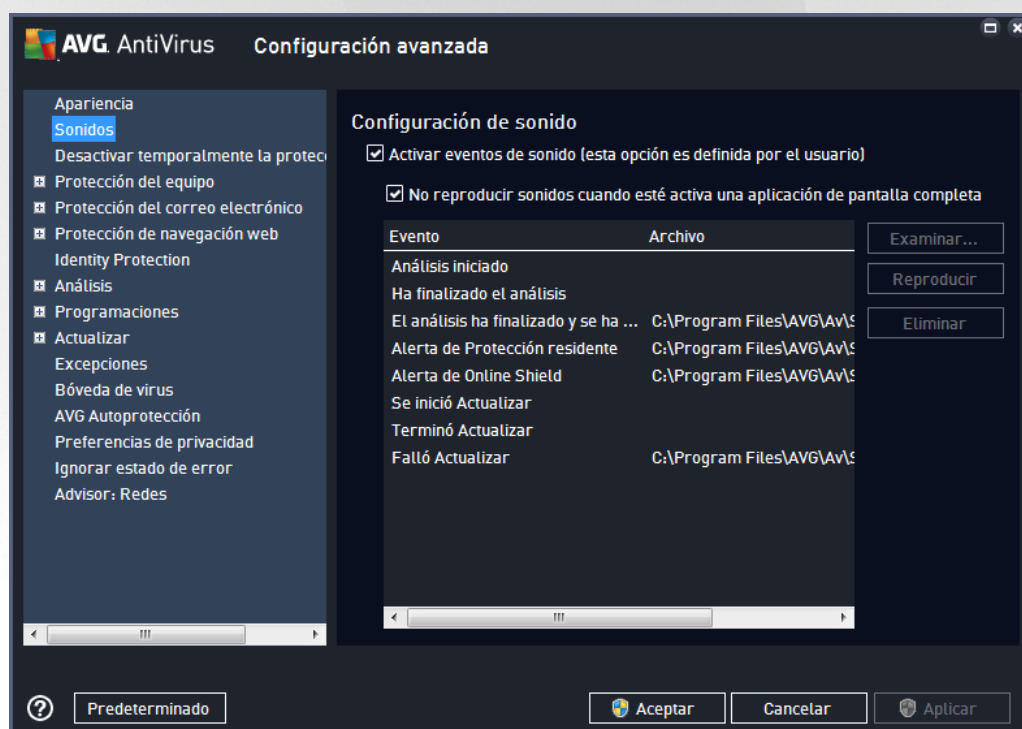 AVG. AntiVirus Configuración avanzada
Apariencia
Sonidos
Desactivar temporalmente la protec
Protección del equipo
Protección del correo electrónico
Protección de navegación web
Identity Protection
Análisis
Programaciones
Actualizar
Excepciones
Bóveda de virus
AVG Autoprotección
Preferencias de privacidad
Ignorar estado de error
Advisor: Redes
Configuración de sonido
Activar eventos de sonido (esta opción es definida por el usuario)
No reproducir sonidos cuando esté activa una aplicación de pantalla completa
Evento Archivo
Análisis iniciado
Ha finalizado el análisis
El análisis ha finalizado y se ha ... C:\Program Files\AVG\Av\S
Alerta de Protección residente C:\Program Files\AVG\Av\S
Alerta de Online Shield C:\Program Files\AVG\Av\S
Se inició Actualizar
Terminó Actualizar
Falló Actualizar C:\Program Files\AVG\Av\S
Examinar...
Reproducir
Eliminar
Predeterminado
Aceptar
Cancelar
Aplicar